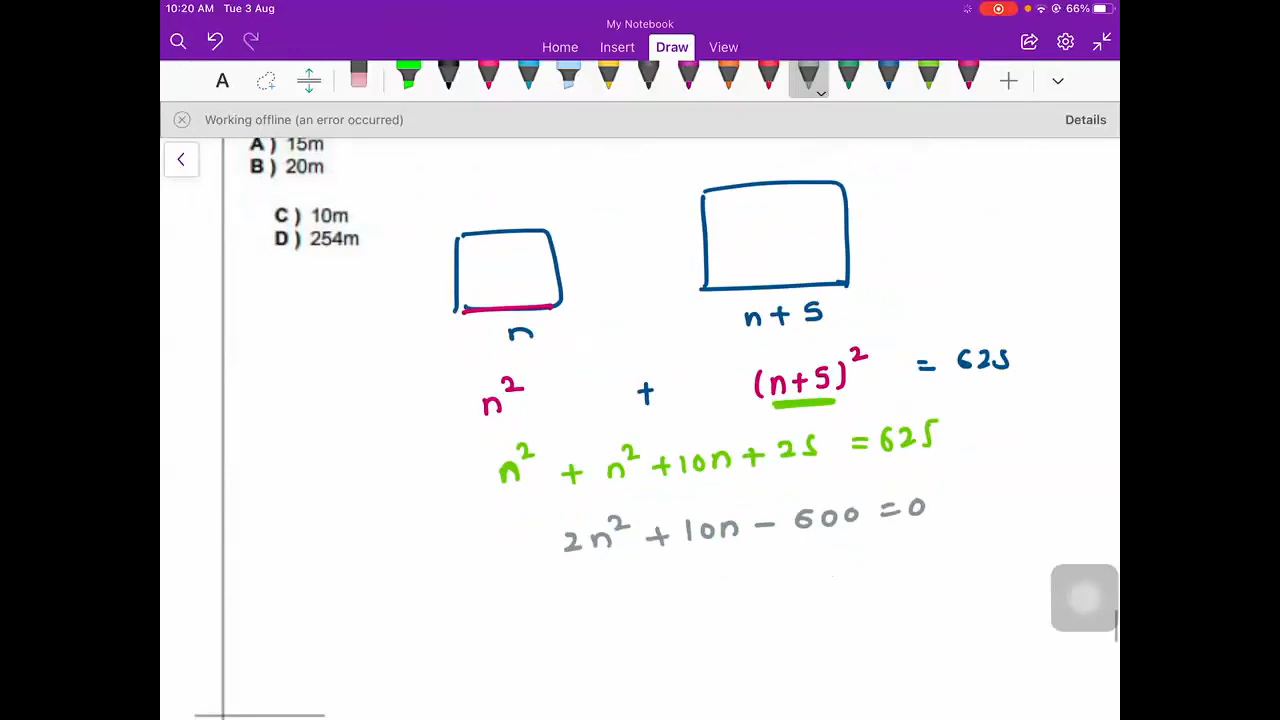 10:20 AM Tue 3 Aug 66%
My Notebook
Home Insert Draw View
A
Working offline (an error occurred) Details
A ) 15m
B ) 20m
C ) 10m
D ) 254m
n
n + 5
n² + (n+5)² = 625
n² + n² +10n + 25 = 625
2n² + 10n - 600 = 0